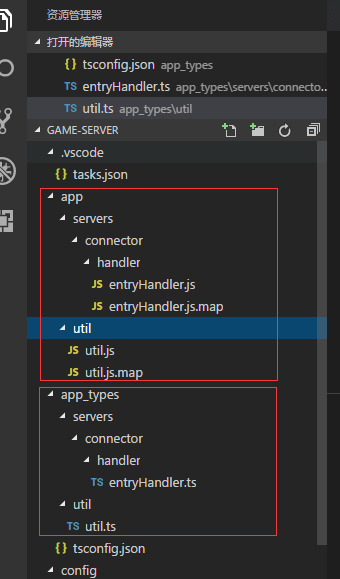 资源管理器
打开的编辑器
{ } tsconfig.json app_types
TS entryHandler.ts app_types\servers\connecto...
TS util.ts app_types\util
GAME-SERVER
.vscode
{ } tasks.json
app
servers
connector
handler
JS entryHandler.js
JS entryHandler.js.map
util
JS util.js
JS util.js.map
app_types
servers
connector
handler
TS entryHandler.ts
util
TS util.ts
{ } tsconfig.json
config